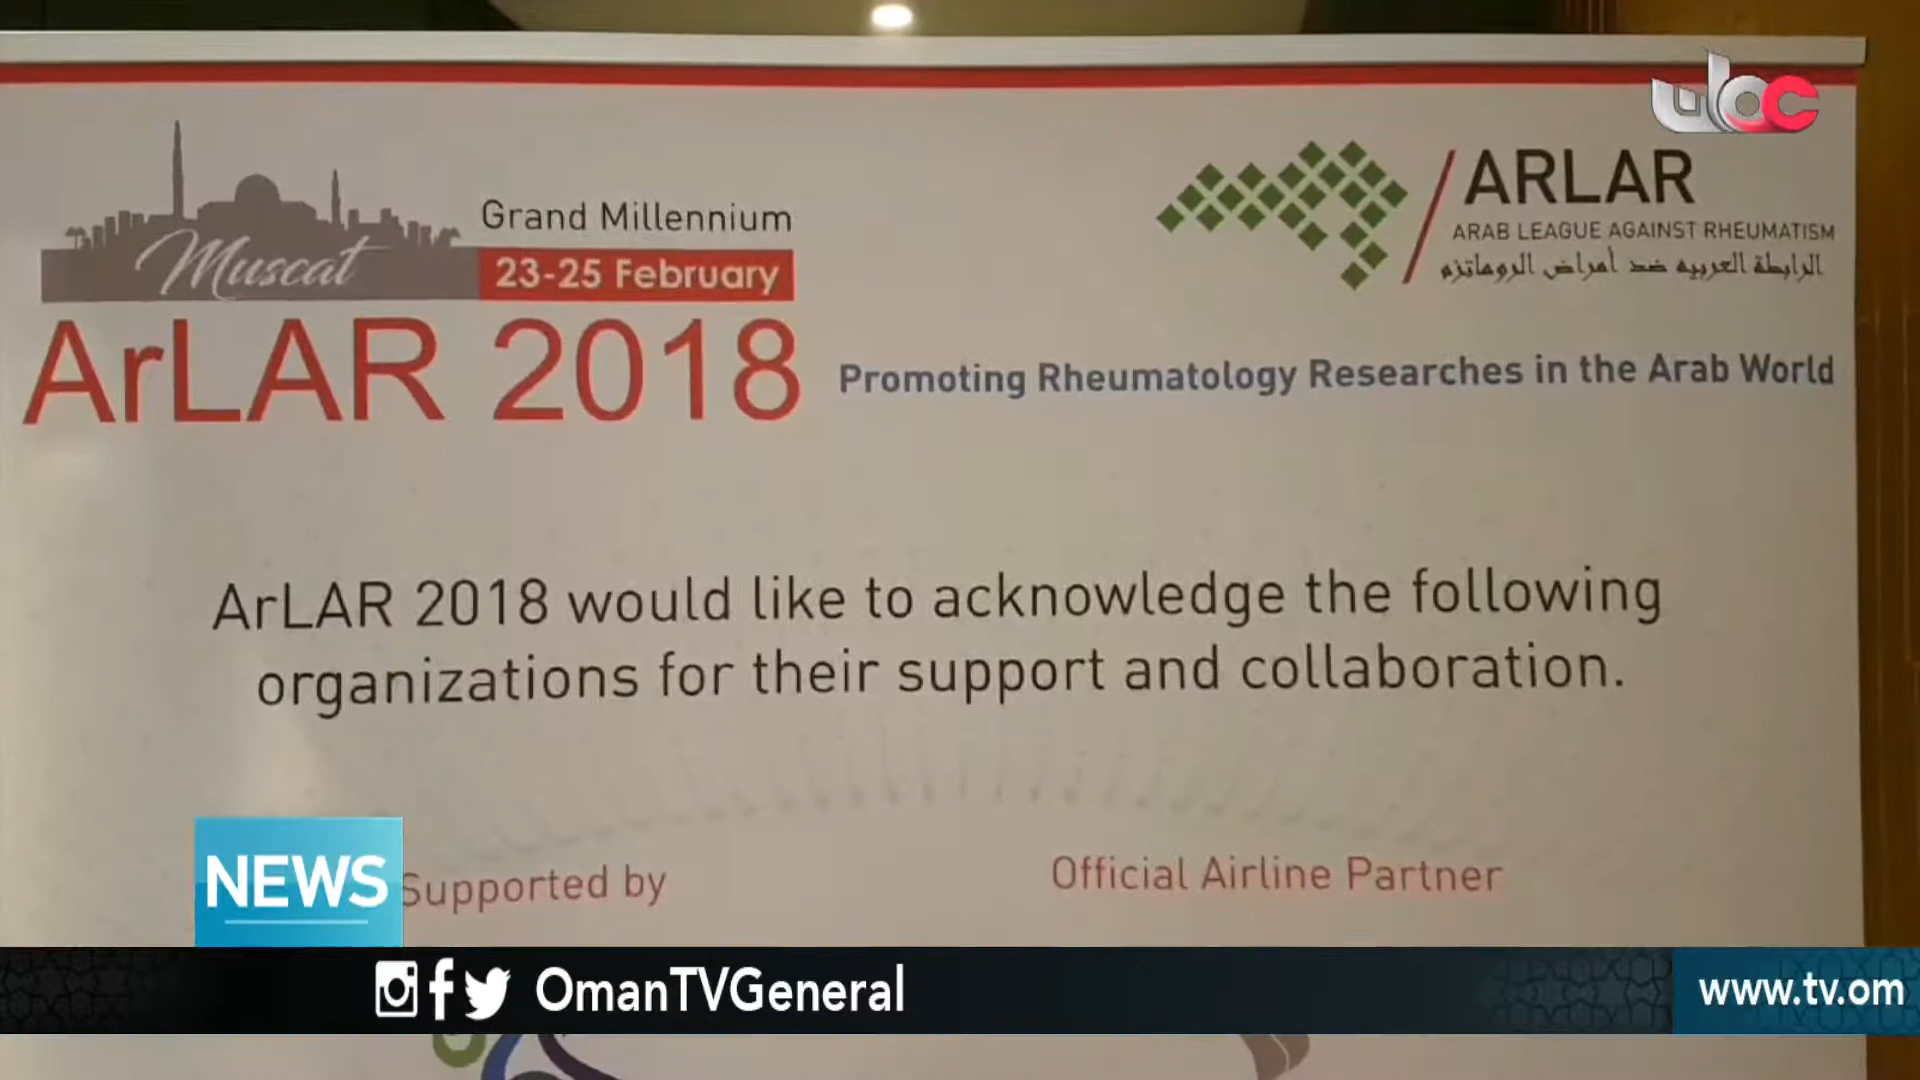 Grand Millennium
Muscat
23-25 February
ArLAR 2018
ARLAR
ARAB LEAGUE AGAINST RHEUMATISM
الرابطة العربية ضد أمراض الروماتزم
Promoting Rheumatology Researches in the Arab World
ArLAR 2018 would like to acknowledge the following
organizations for their support and collaboration.
Supported by
Official Airline Partner
NEWS
OmanTVGeneral
www.tv.om